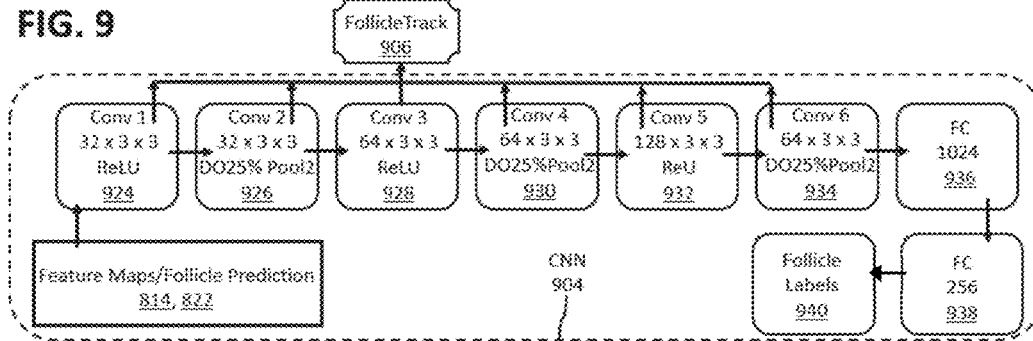 FIG. 9
FollicleTrack
906
Conv 1
32 x 3 x 3
ReLU
924
Conv 2
32 x 3 x 3
DO25% Pool2
926
Conv 3
64 x 3 x 3
ReLU
928
Conv 4
64 x 3 x 3
DO25%Pool2
930
Conv 5
128 x 3 x 3
ReU
932
Conv 6
64 x 3 x 3
DO25%Pool2
934
FC
1024
936
Feature Maps/Follicle Prediction
814, 822
CNN
904
Follicle
Labels
940
FC
256
938